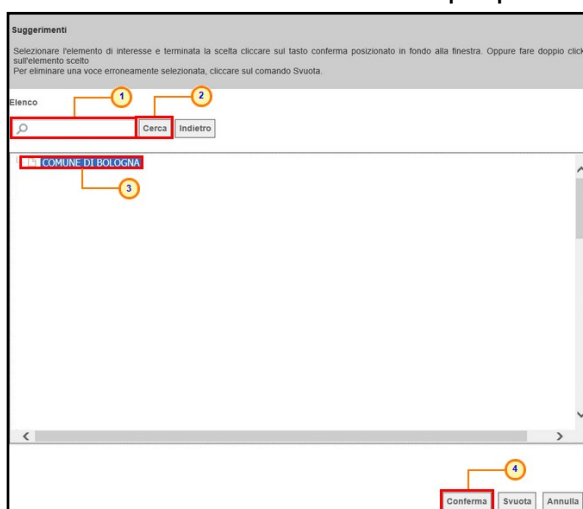 Suggerimenti
Selezionare l'elemento di interesse e terminata la scelta cliccare sul tasto conferma posizionato in fondo alla finestra. Oppure fare doppio click
sull'elemento scelto
Per eliminare una voce erroneamente selezionata, cliccare sul comando Svuota.
1 2
Elenco
Cerca Indietro
COMUNE DI BOLOGNA
3
4
Conferma Svuota Annulla